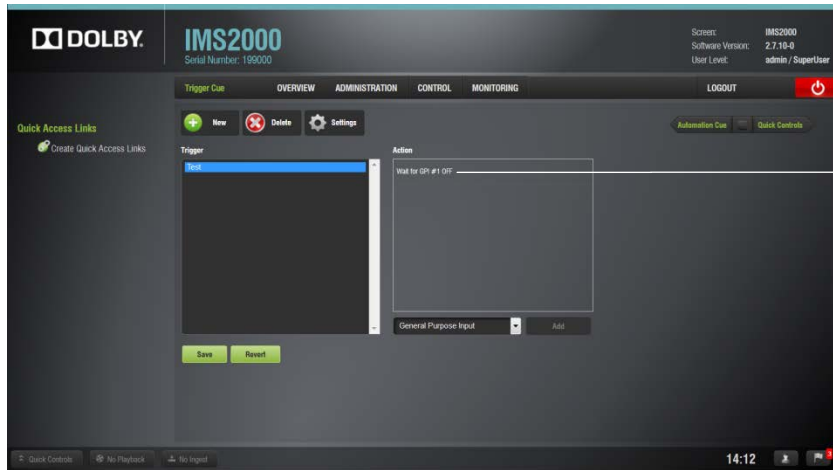 DOLBY.
IMS2000
Serial Number: 199000
Screen: IMS2000
Software Version: 2.7.10-0
User Level: admin / SuperUser
Trigger Cue OVERVIEW ADMINISTRATION CONTROL MONITORING LOGOUT
Quick Access Links
Create Quick Access Links
New Delete Settings
Automation Cue Quick Controls
Trigger Action
Test
Wait for GPI #1 OFF
General Purpose Input Add
Save Revert
Quick Controls No Playback No Ingest 14:12 3